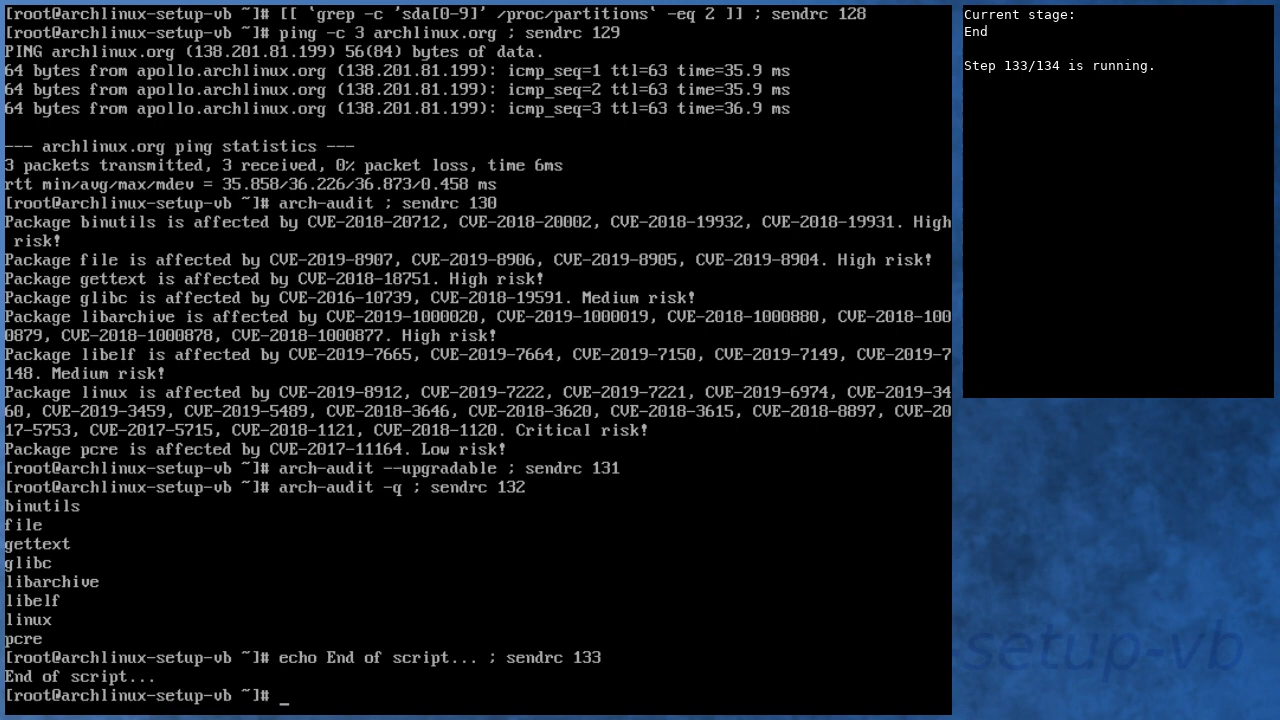 [root@archlinux-setup-vb ~]# [[ `grep -c 'sda[0-9]' /proc/partitions` -eq 2 ]] ; sendrc 128
[root@archlinux-setup-vb ~]# ping -c 3 archlinux.org ; sendrc 129
PING archlinux.org (138.201.81.199) 56(84) bytes of data.
64 bytes from apollo.archlinux.org (138.201.81.199): icmp_seq=1 ttl=63 time=35.9 ms
64 bytes from apollo.archlinux.org (138.201.81.199): icmp_seq=2 ttl=63 time=35.9 ms
64 bytes from apollo.archlinux.org (138.201.81.199): icmp_seq=3 ttl=63 time=36.9 ms
--- archlinux.org ping statistics ---
3 packets transmitted, 3 received, 0% packet loss, time 6ms
rtt min/avg/max/mdev = 35.858/36.226/36.873/0.458 ms
[root@archlinux-setup-vb ~]# arch-audit ; sendrc 130
Package binutils is affected by CVE-2018-20712, CVE-2018-20002, CVE-2018-19932, CVE-2018-19931. High
 risk!
Package file is affected by CVE-2019-8907, CVE-2019-8906, CVE-2019-8905, CVE-2019-8904. High risk!
Package gettext is affected by CVE-2018-18751. High risk!
Package glibc is affected by CVE-2016-10739, CVE-2018-19591. Medium risk!
Package libarchive is affected by CVE-2019-1000020, CVE-2019-1000019, CVE-2018-1000880, CVE-2018-100
0879, CVE-2018-1000878, CVE-2018-1000877. High risk!
Package libelf is affected by CVE-2019-7665, CVE-2019-7664, CVE-2019-7150, CVE-2019-7149, CVE-2019-7
148. Medium risk!
Package linux is affected by CVE-2019-8912, CVE-2019-7222, CVE-2019-7221, CVE-2019-6974, CVE-2019-34
60, CVE-2019-3459, CVE-2019-5489, CVE-2018-3646, CVE-2018-3620, CVE-2018-3615, CVE-2018-8897, CVE-20
17-5753, CVE-2017-5715, CVE-2018-1121, CVE-2018-1120. Critical risk!
Package pcre is affected by CVE-2017-11164. Low risk!
[root@archlinux-setup-vb ~]# arch-audit --upgradable ; sendrc 131
[root@archlinux-setup-vb ~]# arch-audit -q ; sendrc 132
binutils
file
gettext
glibc
libarchive
libelf
linux
pcre
[root@archlinux-setup-vb ~]# echo End of script... ; sendrc 133
End of script...
[root@archlinux-setup-vb ~]# _
Current stage:
End
Step 133/134 is running.
setup-vb